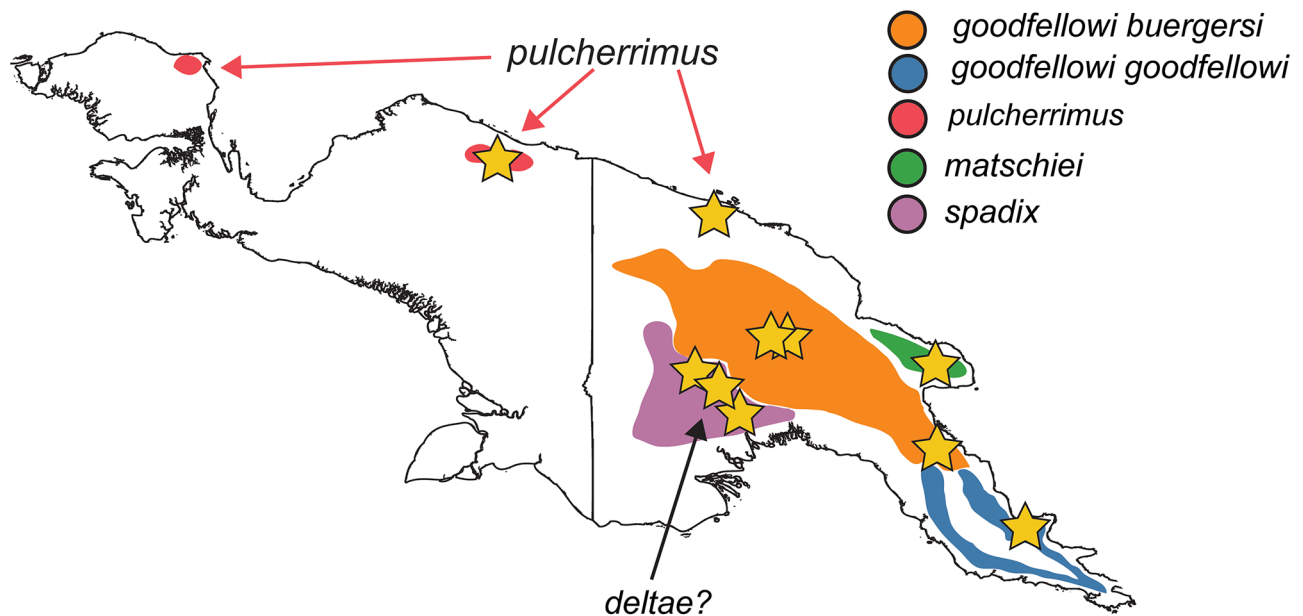 pulcherrimus
goodfellowi buergersi
goodfellowi goodfellowi
pulcherrimus
matschiei
spadix
deltae?